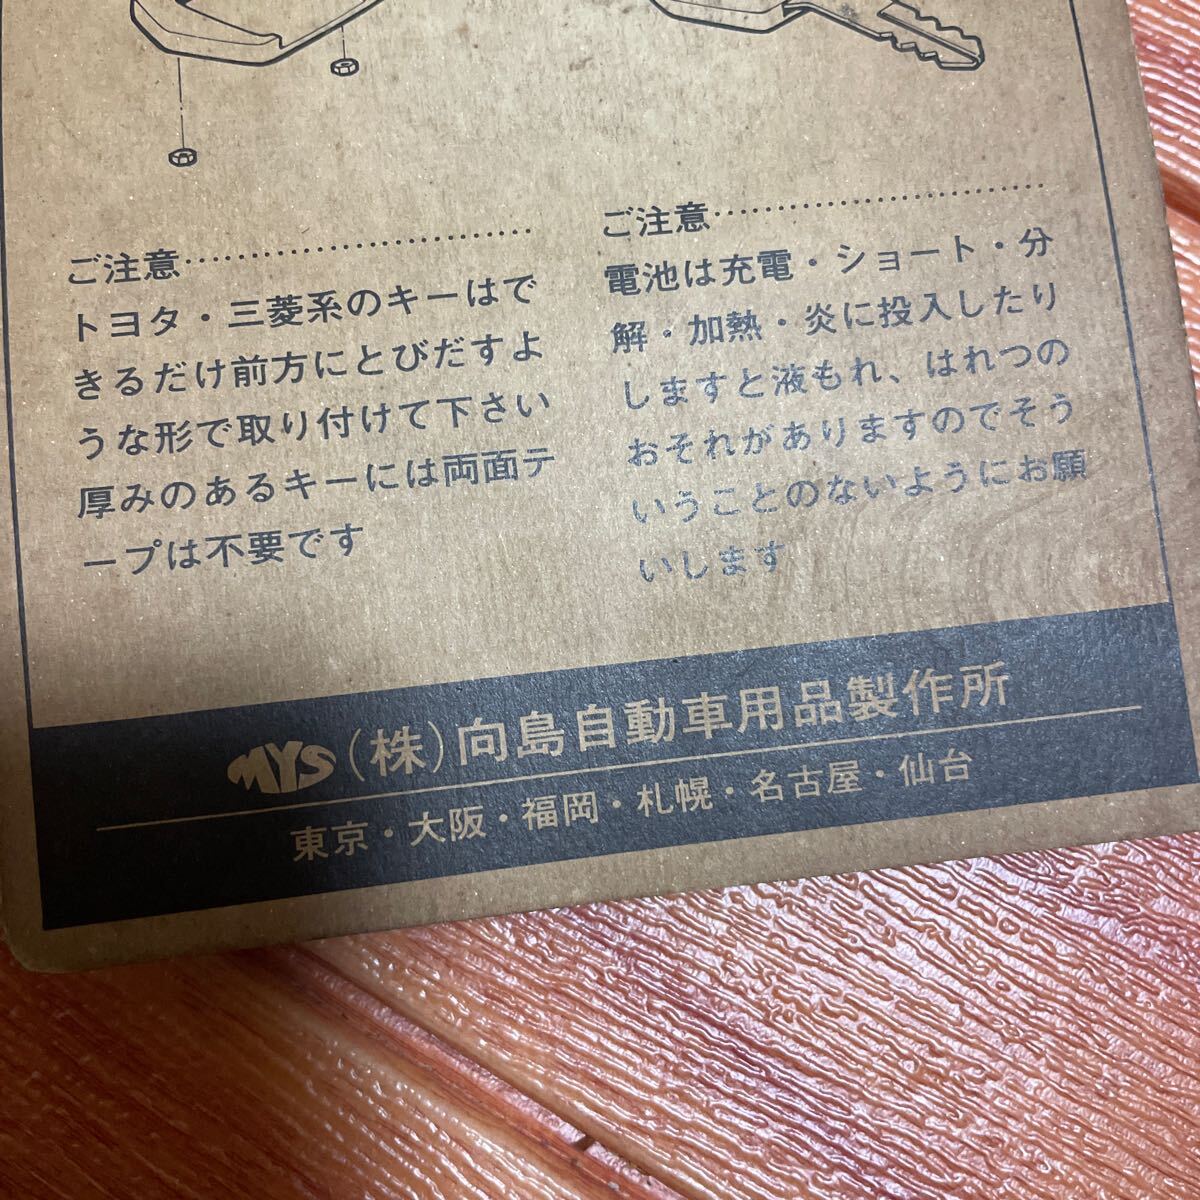 ご注意
トヨタ・三菱系のキーはで
きるだけ前方にとびだすよ
うな形で取り付けて下さい
厚みのあるキーには両面テ
ープは不要です
ご注意
電池は充電・ショート・分
解・加熱・炎に投入したり
しますと液もれ、はれつの
おそれがありますのでそう
いうことのないようにお願
いします
MYS (株)向島自動車用品製作所
東京・大阪・福岡・札幌・名古屋・仙台